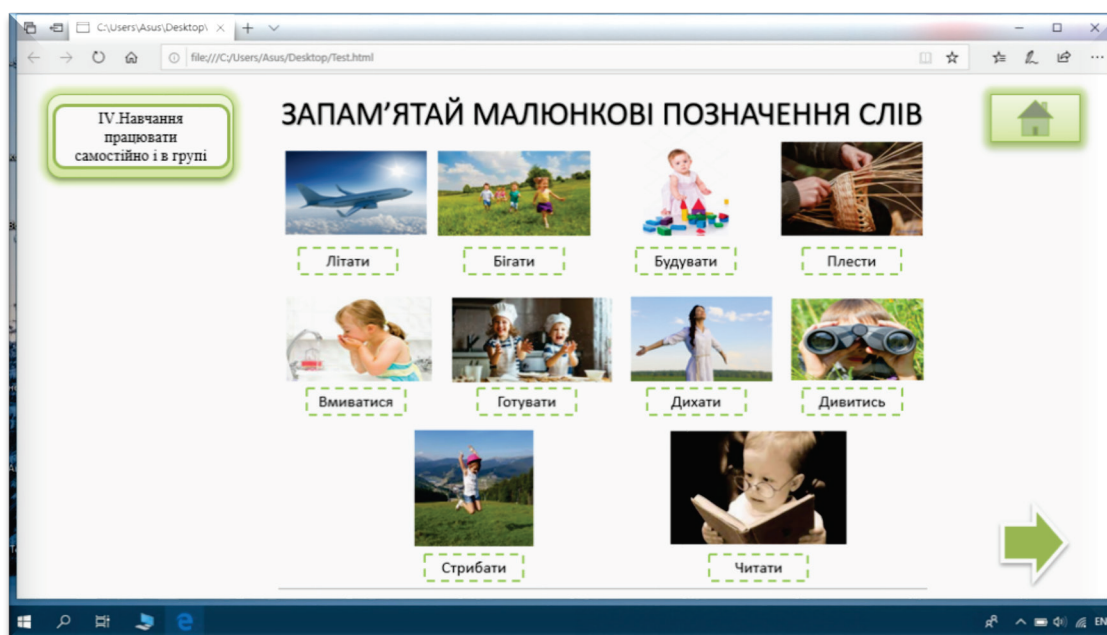 C:\Users\Asus\Desktop\
file:///C:/Users/Asus/Desktop/Test.html
IV.Навчання
працювати
самостійно і в групі
ЗАПАМ’ЯТАЙ МАЛЮНКОВІ ПОЗНАЧЕННЯ СЛІВ
Літати Бігати Будувати Плести
Вмиватися Готувати Дихати Дивитись
Стрибати Читати
EN